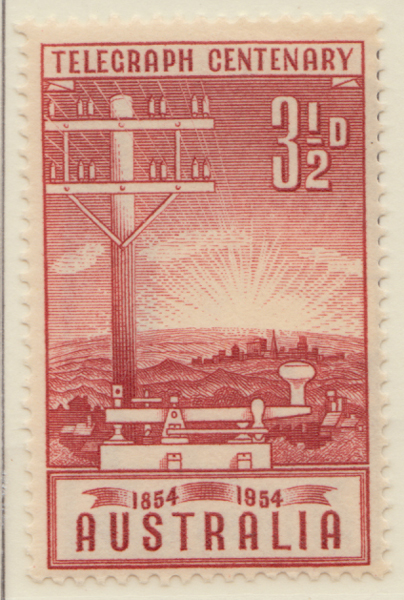 TELEGRAPH CENTENARY
3½D
1854 1954
AUSTRALIA